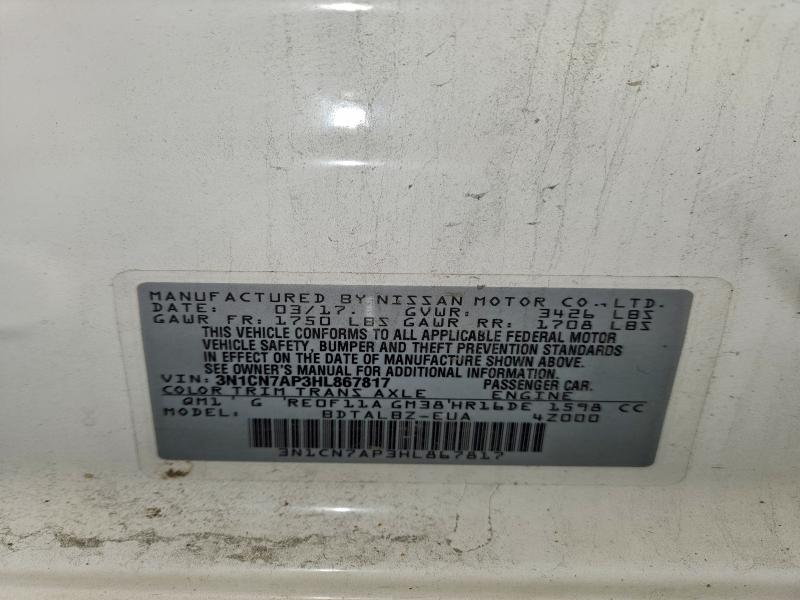 MANUFACTURED BY NISSAN MOTOR CO., LTD.
DATE: 03/17. GVWR: 3426 LBS
GAWR FR: 1750 LBS GAWR RR: 1708 LBS
THIS VEHICLE CONFORMS TO ALL APPLICABLE FEDERAL MOTOR
VEHICLE SAFETY, BUMPER AND THEFT PREVENTION STANDARDS
IN EFFECT ON THE DATE OF MANUFACTURE SHOWN ABOVE.
SEE OWNER'S MANUAL FOR ADDITIONAL INFORMATION.
VIN: 3N1CN7AP3HL867817 PASSENGER CAR.
COLOR TRIM TRANS AXLE ENGINE
QM1 G 'RE0F11A GM38'HR16DE 1598 CC
MODEL: BDTALBZ-EUA 4Z000
3N1CN7AP3HL867817